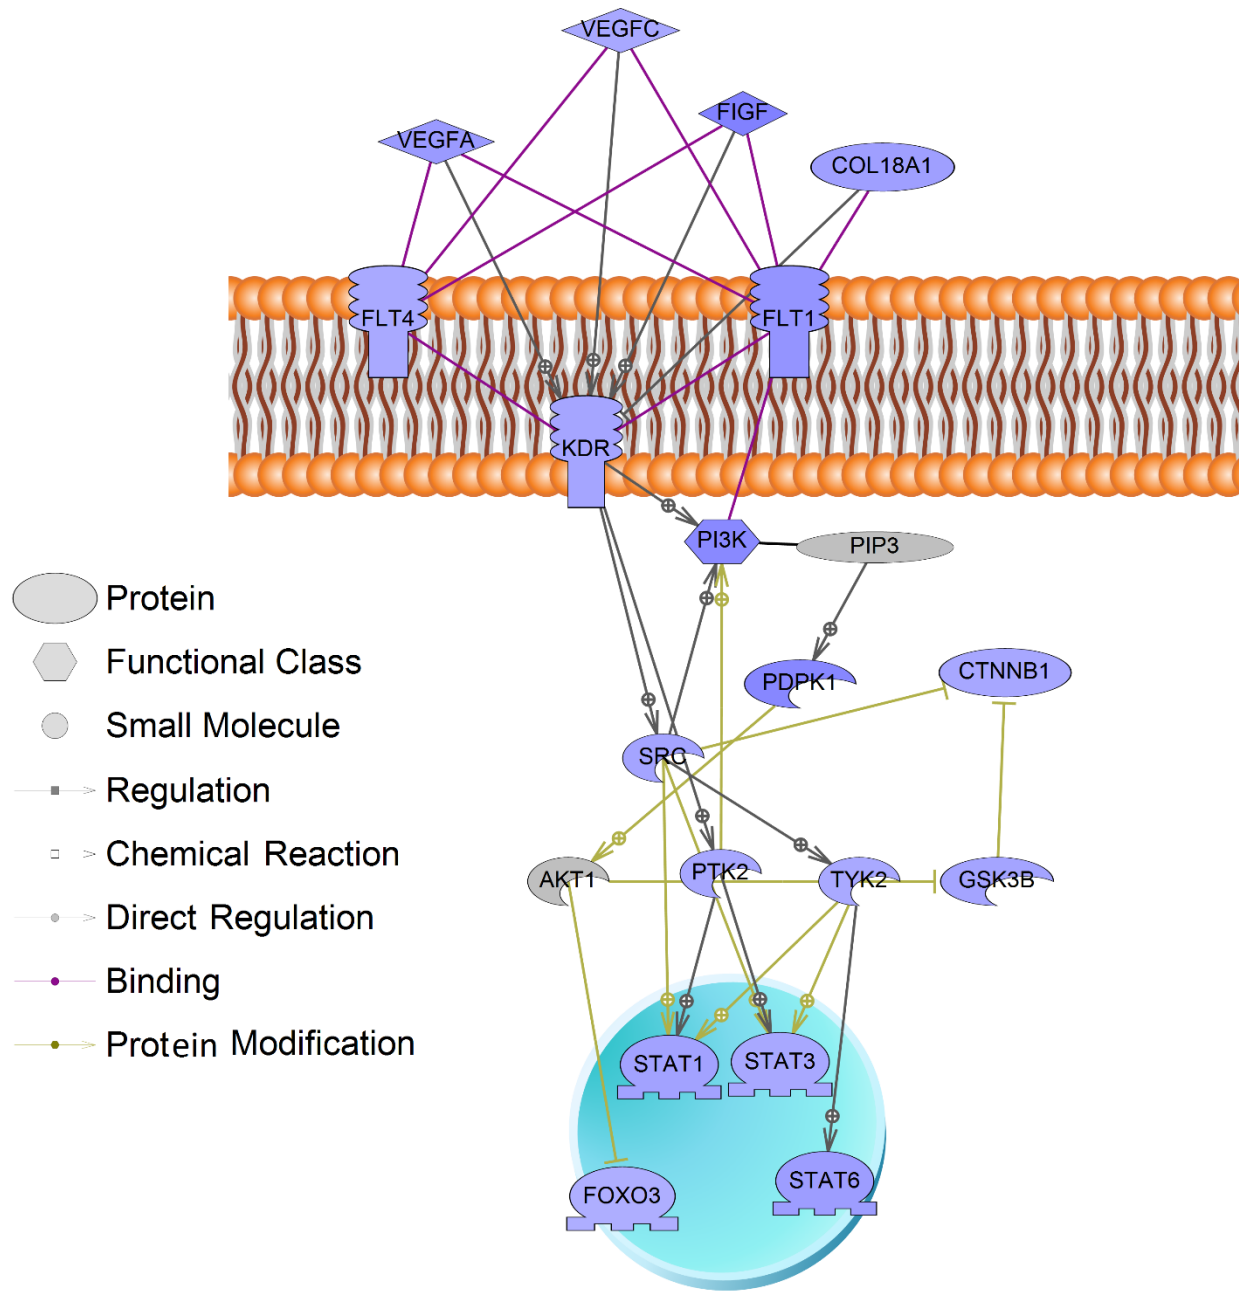 VEGFC
FIGF
VEGFA
COL18A1
FLT4
FLT1
KDR
PI3K
PIP3
Protein
Functional Class
CTNNB1
PDPK1
Small Molecule
SRC
Regulation
Chemical Reaction
AKT1
PTK2
TYK2
GSK3B
Direct Regulation
Binding
Protein Modification
STAT1
STAT3
STAT6
FOXO3